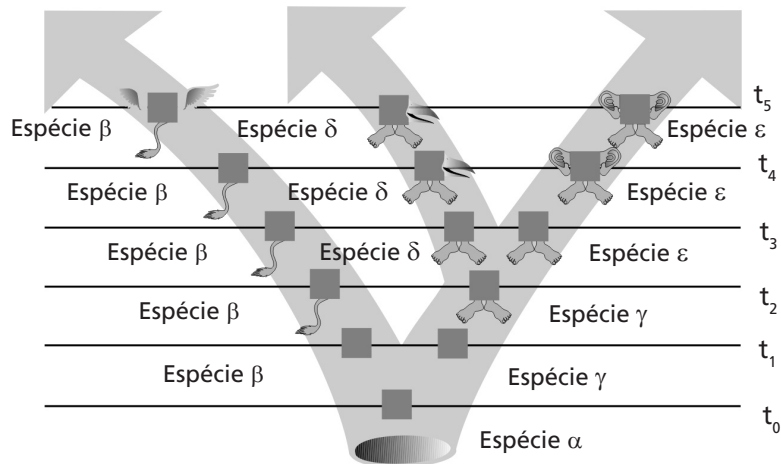 t5
Espécie β Espécie δ Espécie ε
t4
Espécie β Espécie δ Espécie ε
t3
Espécie β Espécie δ Espécie ε
t2
Espécie β Espécie γ
t1
Espécie β Espécie γ
t0
Espécie α